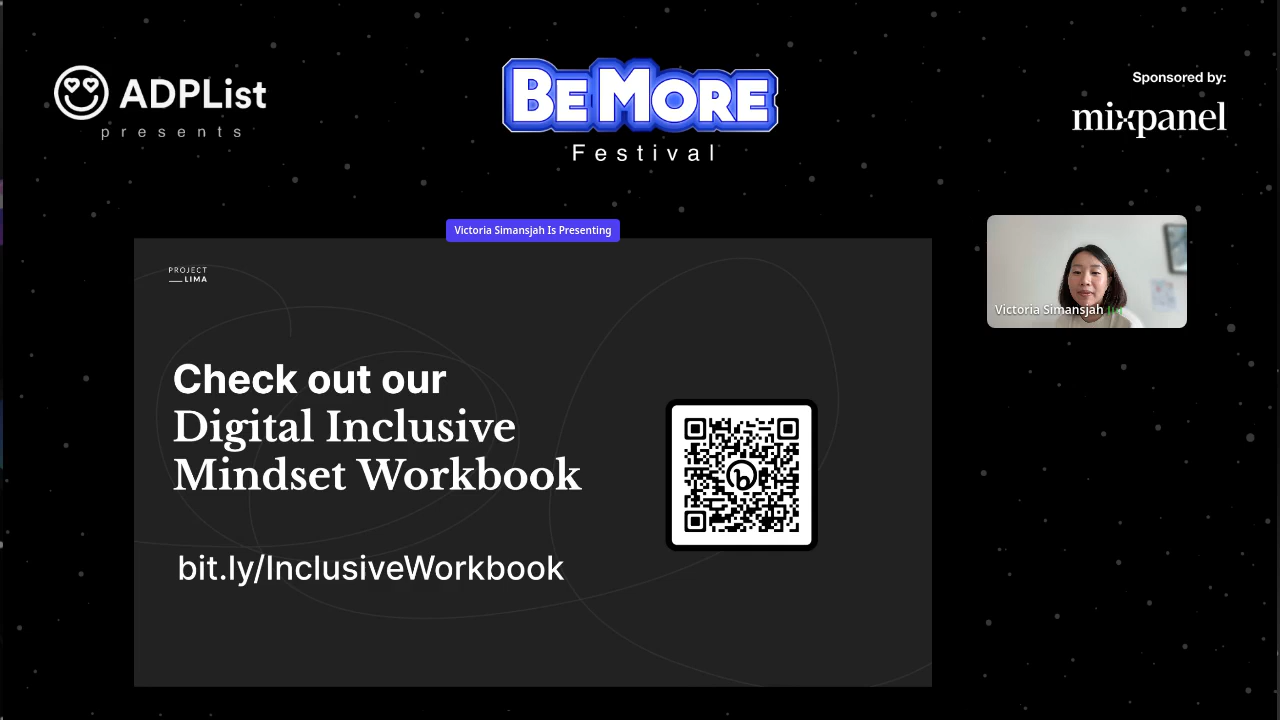 ADPList
presents
BE MORE
Festival
Sponsored by:
mixpanel
Victoria Simansjah Is Presenting
PROJECT
LIMA
Check out our
Digital Inclusive
Mindset Workbook
bit.ly/InclusiveWorkbook
Victoria Simansjah